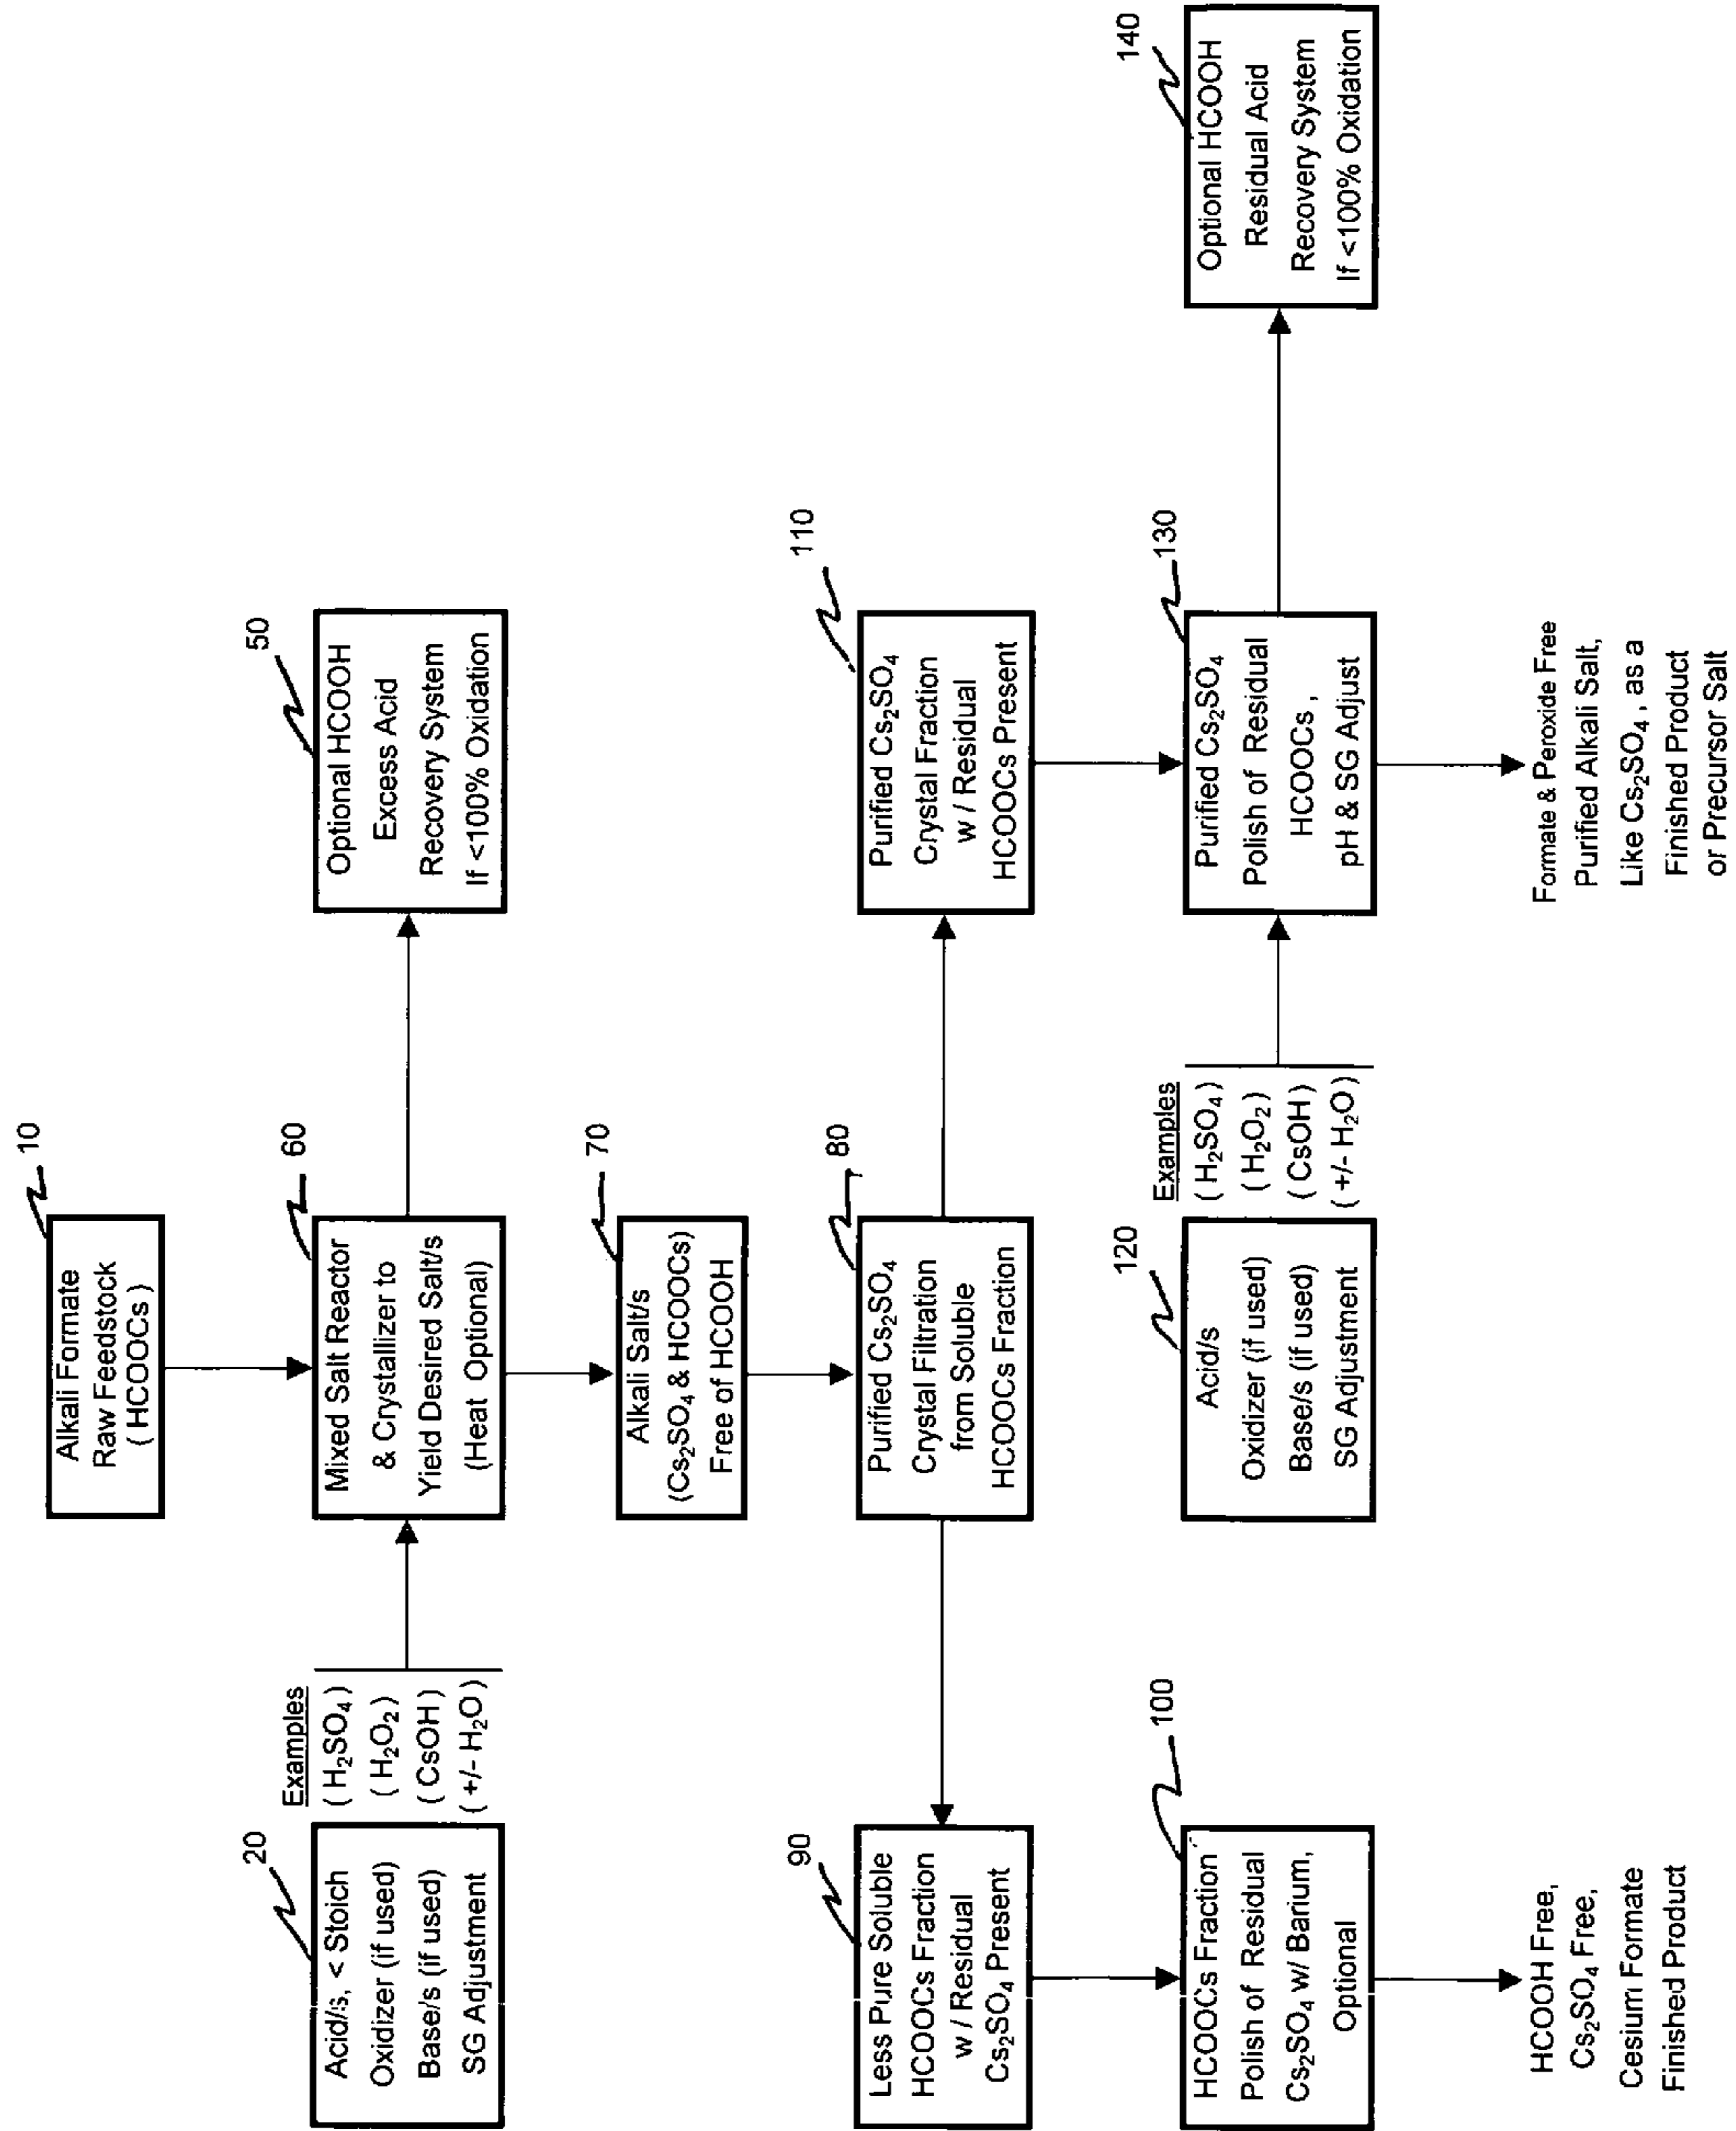 10
Alkali Formate
Raw Feedstock
( HCOOCs )
20
Acid/s, < Stoich
Oxidizer (if used)
Base/s (if used)
SG Adjustment
Examples
( H₂SO₄ )
( H₂O₂ )
( CsOH )
( +/- H₂O )
60
Mixed Salt Reactor
& Crystallizer to
Yield Desired Salt/s
(Heat Optional)
50
Optional HCOOH
Excess Acid
Recovery System
If <100% Oxidation
70
Alkali Salt/s
(Cs₂SO₄ & HCOOCs)
Free of HCOOH
90
Less Pure Soluble
HCOOCs Fraction
w / Residual
Cs₂SO₄ Present
80
Purified Cs₂SO₄
Crystal Filtration
from Soluble
HCOOCs Fraction
110
Purified Cs₂SO₄
Crystal Fraction
w / Residual
HCOOCs Present
100
HCOOCs Fraction
Polish of Residual
Cs₂SO₄ w/ Barium,
Optional
120
Acid/s
Oxidizer (if used)
Base/s (if used)
SG Adjustment
Examples
( H₂SO₄ )
( H₂O₂ )
( CsOH )
( +/- H₂O )
130
Purified Cs₂SO₄
Polish of Residual
HCOOCs ,
pH & SG Adjust
140
Optional HCOOH
Residual Acid
Recovery System
If <100% Oxidation
HCOOH Free,
Cs₂SO₄ Free,
Cesium Formate
Finished Product
Formate & Peroxide Free
Purified Alkali Salt,
Like Cs₂SO₄ , as a
Finished Product
or Precursor Salt